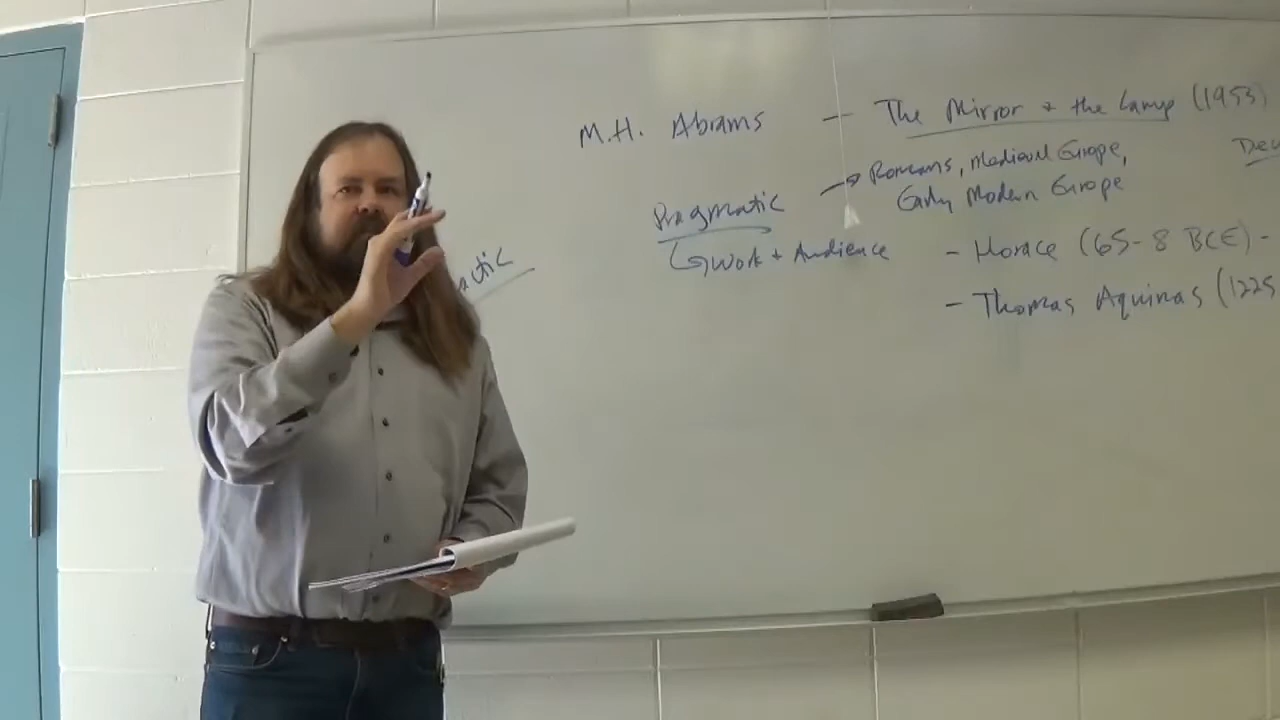 M.H. Abrams — The Mirror + the Lamp (1953)
Pragmatic → Romans, Medieval Europe,
Early Modern Europe
↳ Work + Audience - Horace (65-8 BCE) -
- Thomas Aquinas (1225